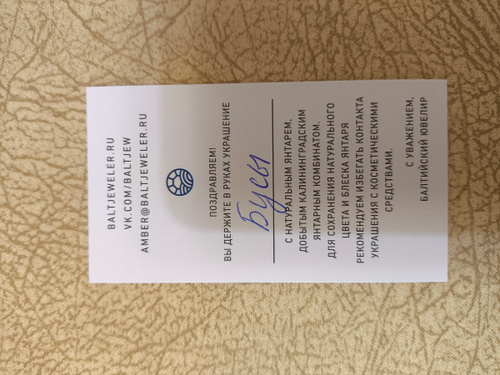 BALTJEWELER.RU
VK.COM/BALTJEW
AMBER@BALTJEWELER.RU
ПОЗДРАВЛЯЕМ!
ВЫ ДЕРЖИТЕ В РУКАХ УКРАШЕНИЕ
Бусы
С НАТУРАЛЬНЫМ ЯНТАРЕМ,
ДОБЫТЫМ КАЛИНИНГРАДСКИМ
ЯНТАРНЫМ КОМБИНАТОМ.
ДЛЯ СОХРАНЕНИЯ НАТУРАЛЬНОГО
ЦВЕТА И БЛЕСКА ЯНТАРЯ
РЕКОМЕНДУЕМ ИЗБЕГАТЬ КОНТАКТА
УКРАШЕНИЯ С КОСМЕТИЧЕСКИМИ
СРЕДСТВАМИ.
С УВАЖЕНИЕМ,
БАЛТИЙСКИЙ ЮВЕЛИР